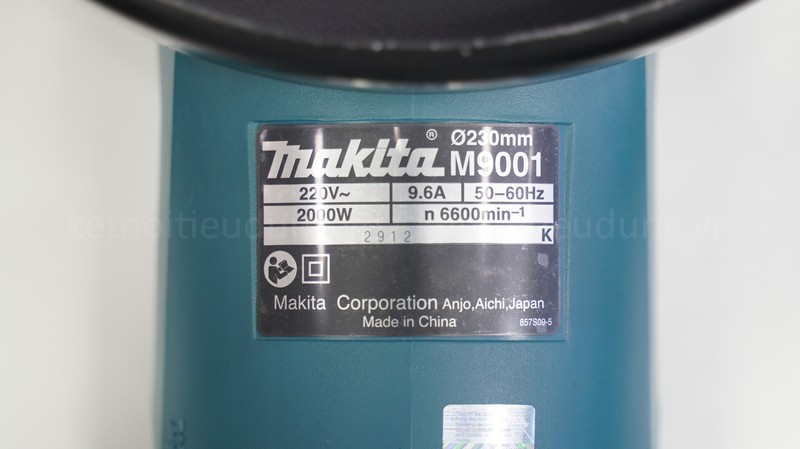 makita® Ø230mm
M9001
220V~ 9.6A 50-60Hz
2000W n 6600min-1
2912 K
Makita Corporation Anjo,Aichi,Japan
Made in China 857S09-5